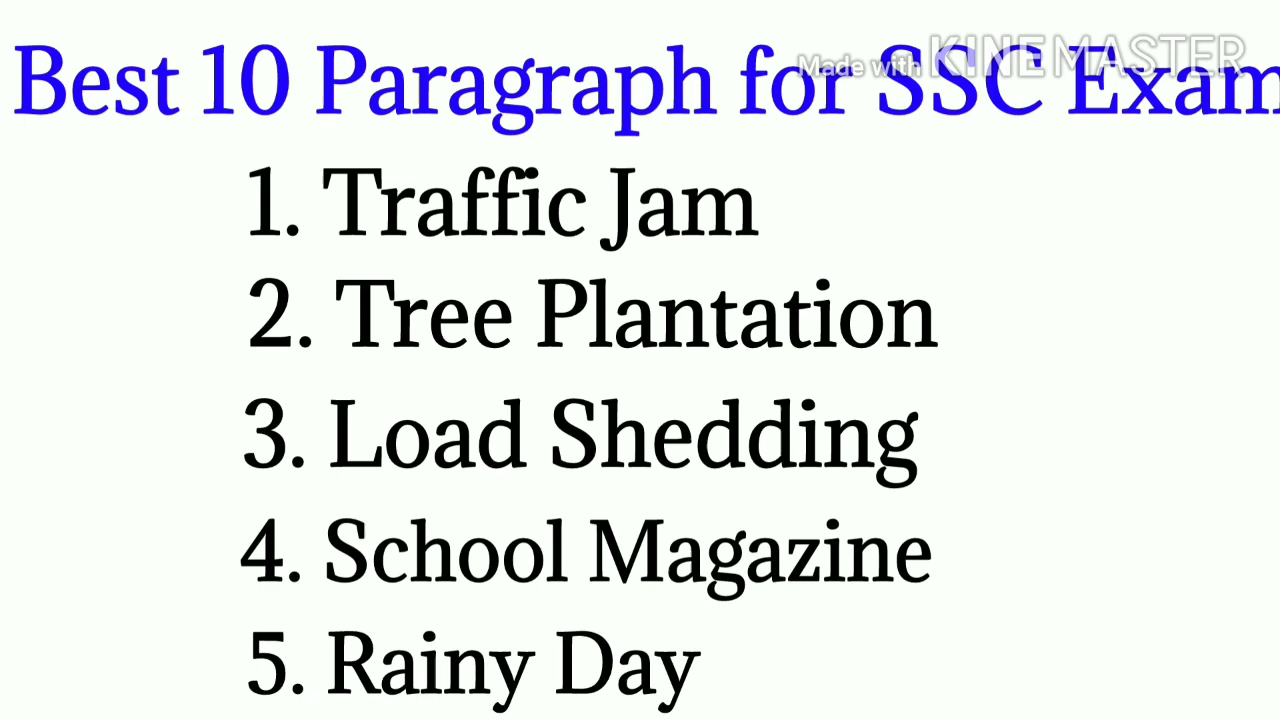 Best 10 Paragraph for SSC Exam
Made with KINEMASTER
1. Traffic Jam
2. Tree Plantation
3. Load Shedding
4. School Magazine
5. Rainy Day